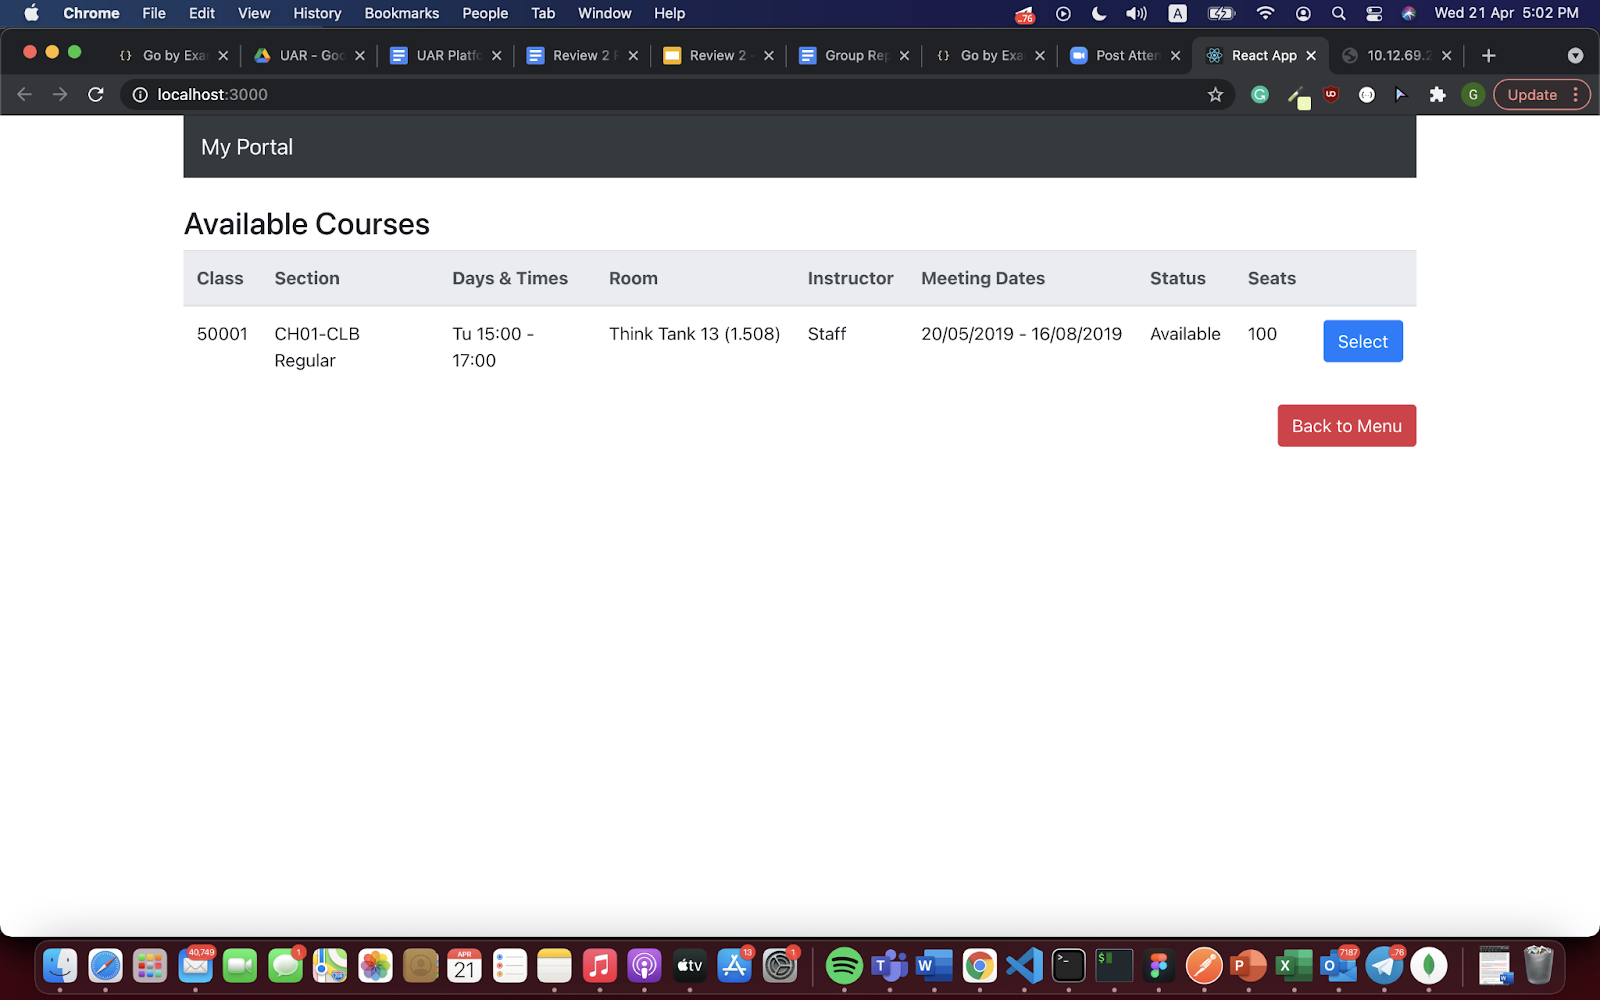 Chrome File Edit View History Bookmarks People Tab Window Help 76 A Wed 21 Apr 5:02 PM
Go by Exa UAR - Goo UAR Platfo Review 2 Review 2 - Group Rep Go by Exa Post Atten React App 10.12.69.2
localhost:3000 G Update
My Portal
Available Courses
Class Section Days & Times Room Instructor Meeting Dates Status Seats
50001 CH01-CLB Tu 15:00 - Think Tank 13 (1.508) Staff 20/05/2019 - 16/08/2019 Available 100 Select
Regular 17:00
Back to Menu
40,749 1 APR 21 tv 13 1 T W >_ $ P X O 7187 76